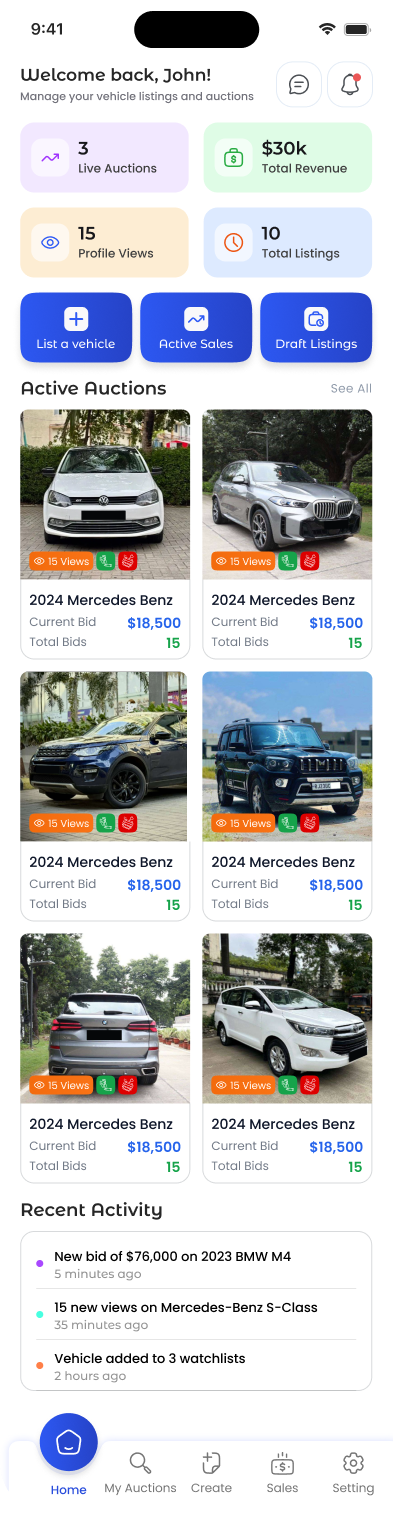 9:41
Welcome back, John!
Manage your vehicle listings and auctions
3
Live Auctions
$30k
Total Revenue
15
Profile Views
10
Total Listings
List a vehicle
Active Sales
Draft Listings
Active Auctions
See All
15 Views
15 Views
2024 Mercedes Benz
Current Bid $18,500
Total Bids 15
2024 Mercedes Benz
Current Bid $18,500
Total Bids 15
15 Views
15 Views
2024 Mercedes Benz
Current Bid $18,500
Total Bids 15
2024 Mercedes Benz
Current Bid $18,500
Total Bids 15
15 Views
15 Views
2024 Mercedes Benz
Current Bid $18,500
Total Bids 15
2024 Mercedes Benz
Current Bid $18,500
Total Bids 15
Recent Activity
New bid of $76,000 on 2023 BMW M4
5 minutes ago
15 new views on Mercedes-Benz S-Class
35 minutes ago
Vehicle added to 3 watchlists
2 hours ago
Home
My Auctions
Create
Sales
Setting